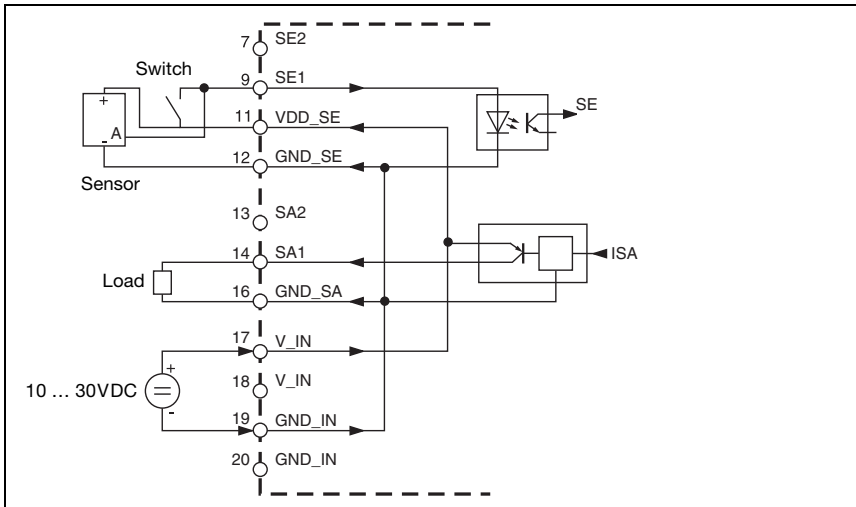 7 SE2
Switch
9 SE1
SE
+
11 VDD_SE
A
-
12 GND_SE
Sensor
13 SA2
14 SA1
ISA
Load
16 GND_SA
17 V_IN
+
18 V_IN
10 ... 30VDC
-
19 GND_IN
20 GND_IN